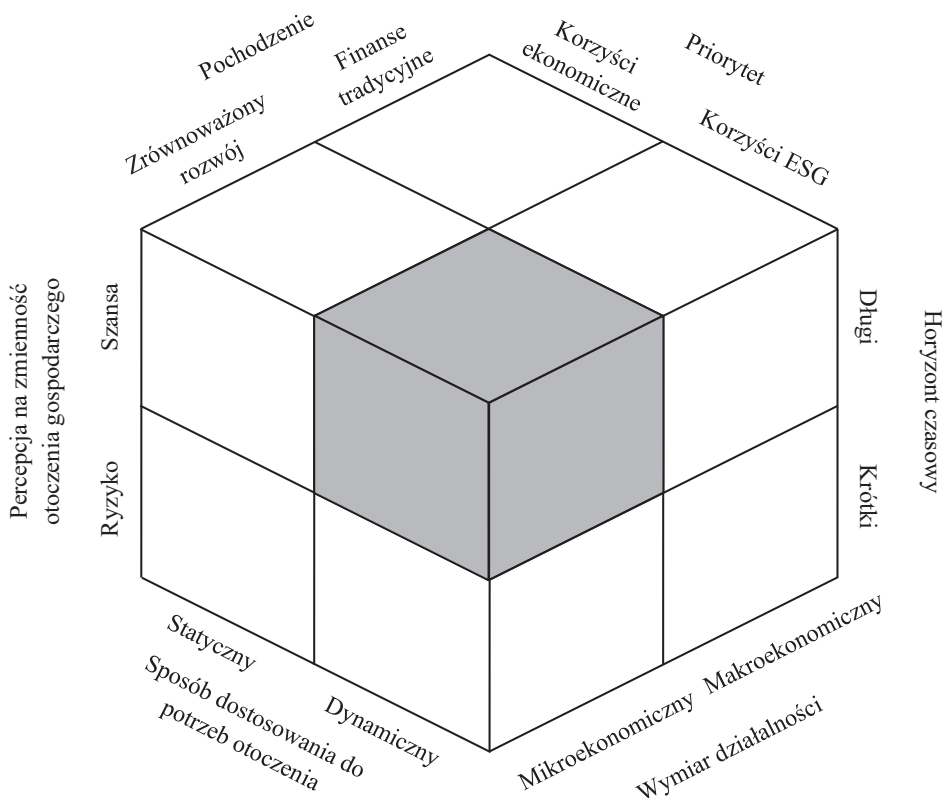 Pochodzenie
Finanse
tradycyjne
Zrównoważony
rozwój
Korzyści
ekonomiczne
Priorytet
Korzyści ESG
Percepcja na zmienność
otoczenia gospodarczego
Szansa
Ryzyko
Długi
Krótki
Horyzont czasowy
Statyczny
Dynamiczny
Sposób dostosowania do
potrzeb otoczenia
Mikroekonomiczny
Makroekonomiczny
Wymiar działalności